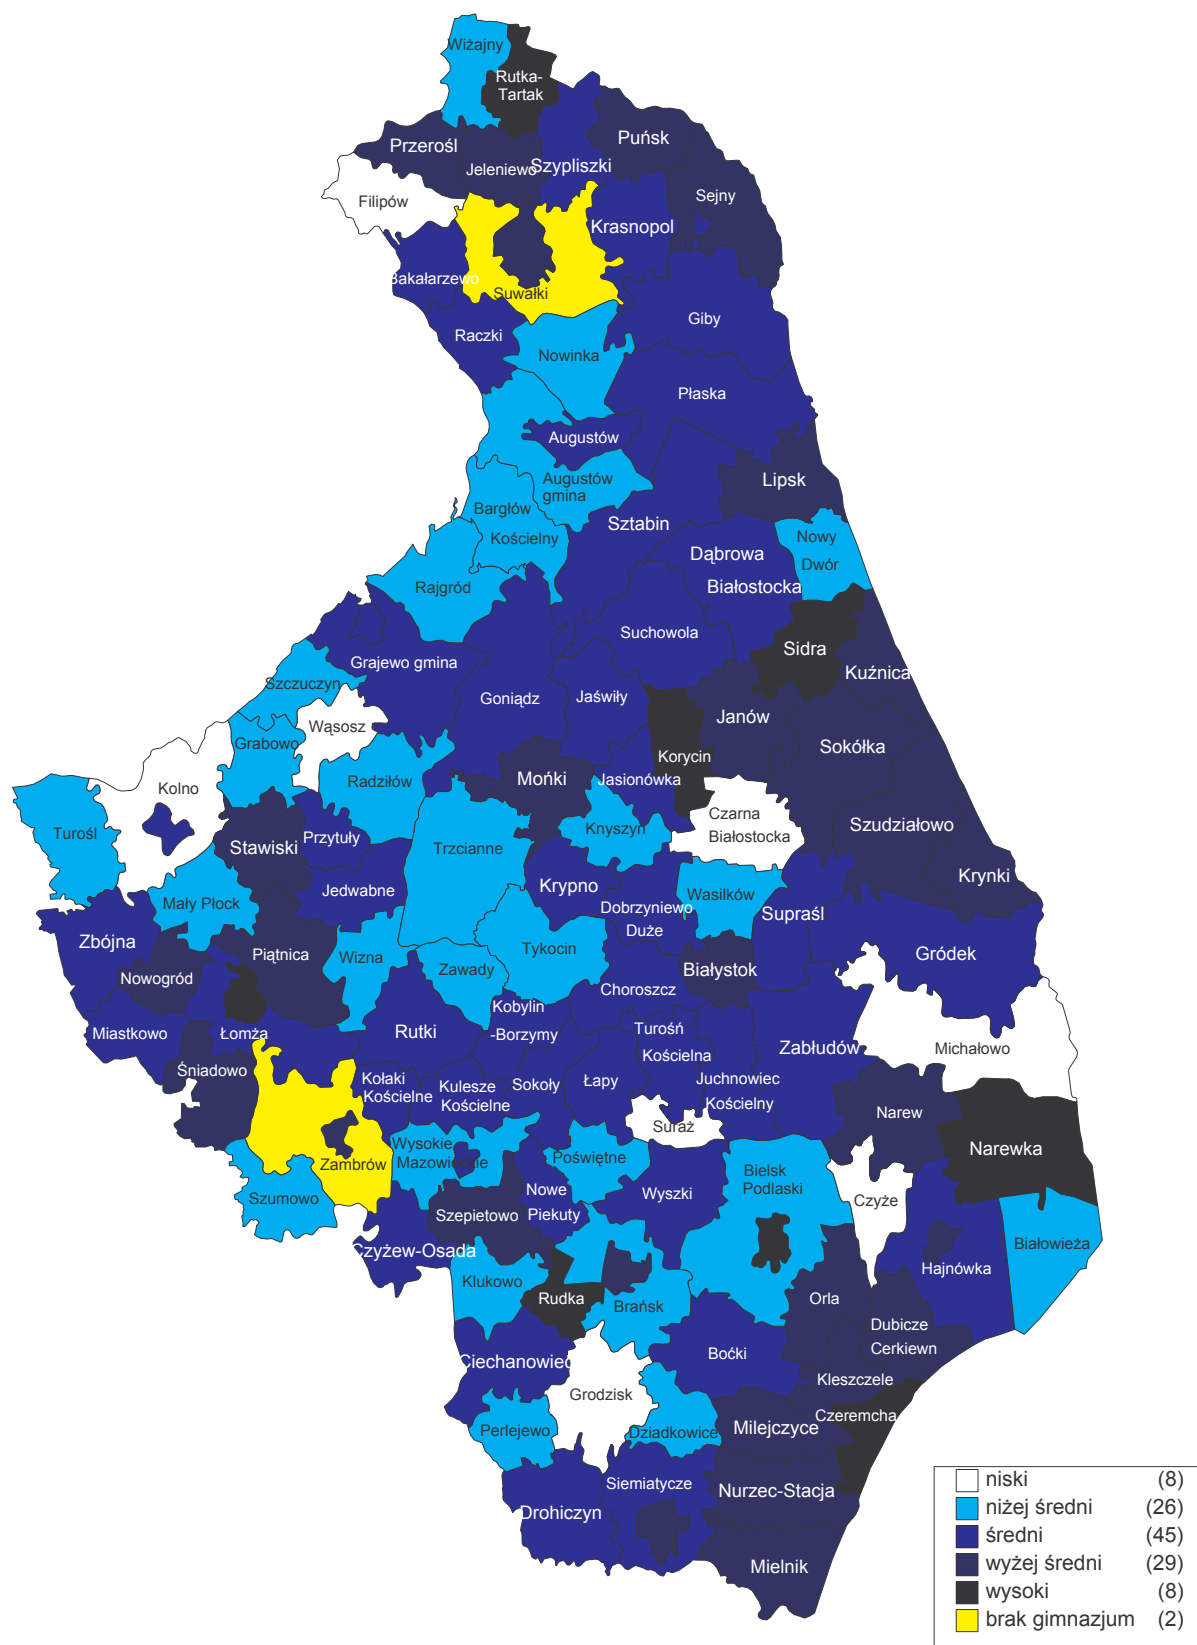 Wiżajny
Rutka-
Tartak
Puńsk
Przerośl
Szypliszki
Jeleniewo
Sejny
Filipów
Krasnopol
Bakałarzewo
Suwałki
Giby
Raczki
Nowinka
Płaska
Augustów
Augustów
gmina
Lipsk
Bargłów
Kościelny
Sztabin
Nowy
Dwór
Dąbrowa
Białostocka
Rajgród
Suchowola
Sidra
Grajewo gmina
Kuźnica
Szczuczyn
Goniądz
Jaświły
Wąsosz
Janów
Sokółka
Grabowo
Korycin
Kolno
Radziłów
Mońki
Jasionówka
Czarna
Białostocka
Turośl
Stawiski
Przytuły
Knyszyn
Szudziałowo
Trzcianne
Krynki
Jedwabne
Krypno
Wasilków
Mały Płock
Dobrzyniewo
Duże
Supraśl
Zbójna
Piątnica
Wizna
Tykocin
Gródek
Nowogród
Zawady
Białystok
Choroszcz
Kobylin
-Borzymy
Miastkowo
Łomża
Rutki
Turośń
Kościelna
Zabłudów
Michałowo
Śniadowo
Kołaki
Kościelne
Kulesze
Kościelne
Sokoły
Łapy
Juchnowiec
Kościelny
Suraż
Narew
Narewka
Zambrów
Wysokie
Mazowieckie
Poświętne
Bielsk
Podlaski
Szumowo
Nowe
Piekuty
Wyszki
Czyże
Szepietowo
Białowieża
Czyżew-Osada
Hajnówka
Klukowo
Rudka
Brańsk
Orla
Dubicze
Cerkiewn
Ciechanowiec
Boćki
Kleszczele
Grodzisk
Czeremcha
Perlejewo
Dziadkowice
Milejczyce
Siemiatycze
Nurzec-Stacja
Drohiczyn
Mielnik
niski (8)
niżej średni (26)
średni (45)
wyżej średni (29)
wysoki (8)
brak gimnazjum (2)